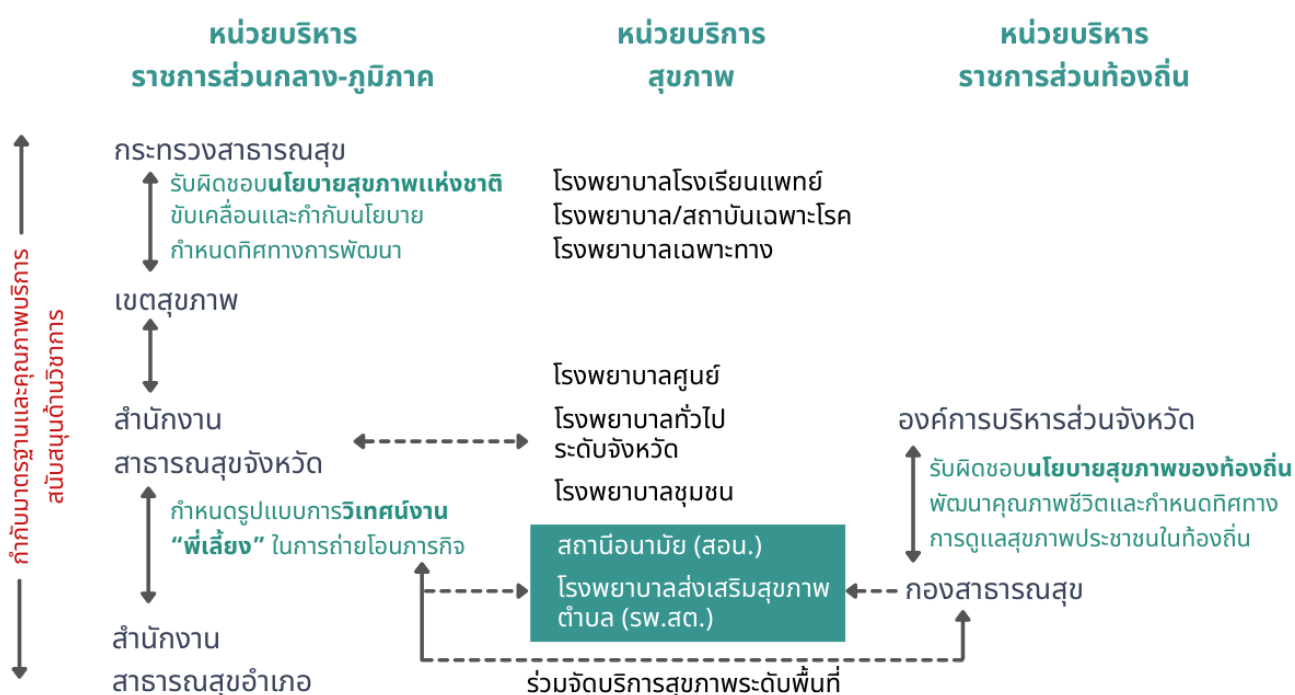 หน่วยบริหาร
ราชการส่วนกลาง-ภูมิภาค
หน่วยบริการ
สุขภาพ
หน่วยบริหาร
ราชการส่วนท้องถิ่น
กำกับมาตรฐานและคุณภาพบริการ
สนับสนุนด้านวิชาการ
กระทรวงสาธารณสุข
รับผิดชอบนโยบายสุขภาพแห่งชาติ
ขับเคลื่อนและกำกับนโยบาย
กำหนดทิศทางการพัฒนา
เขตสุขภาพ
สำนักงาน
สาธารณสุขจังหวัด
กำหนดรูปแบบการวิเทศน์งาน
“พี่เลี้ยง” ในการถ่ายโอนภารกิจ
สำนักงาน
สาธารณสุขอำเภอ
โรงพยาบาลโรงเรียนแพทย์
โรงพยาบาล/สถาบันเฉพาะโรค
โรงพยาบาลเฉพาะทาง
โรงพยาบาลศูนย์
โรงพยาบาลทั่วไป
ระดับจังหวัด
โรงพยาบาลชุมชน
สถานีอนามัย (สอน.)
โรงพยาบาลส่งเสริมสุขภาพ
ตำบล (รพ.สต.)
ร่วมจัดบริการสุขภาพระดับพื้นที่
องค์การบริหารส่วนจังหวัด
รับผิดชอบนโยบายสุขภาพของท้องถิ่น
พัฒนาคุณภาพชีวิตและกำหนดทิศทาง
การดูแลสุขภาพประชาชนในท้องถิ่น
กองสาธารณสุข